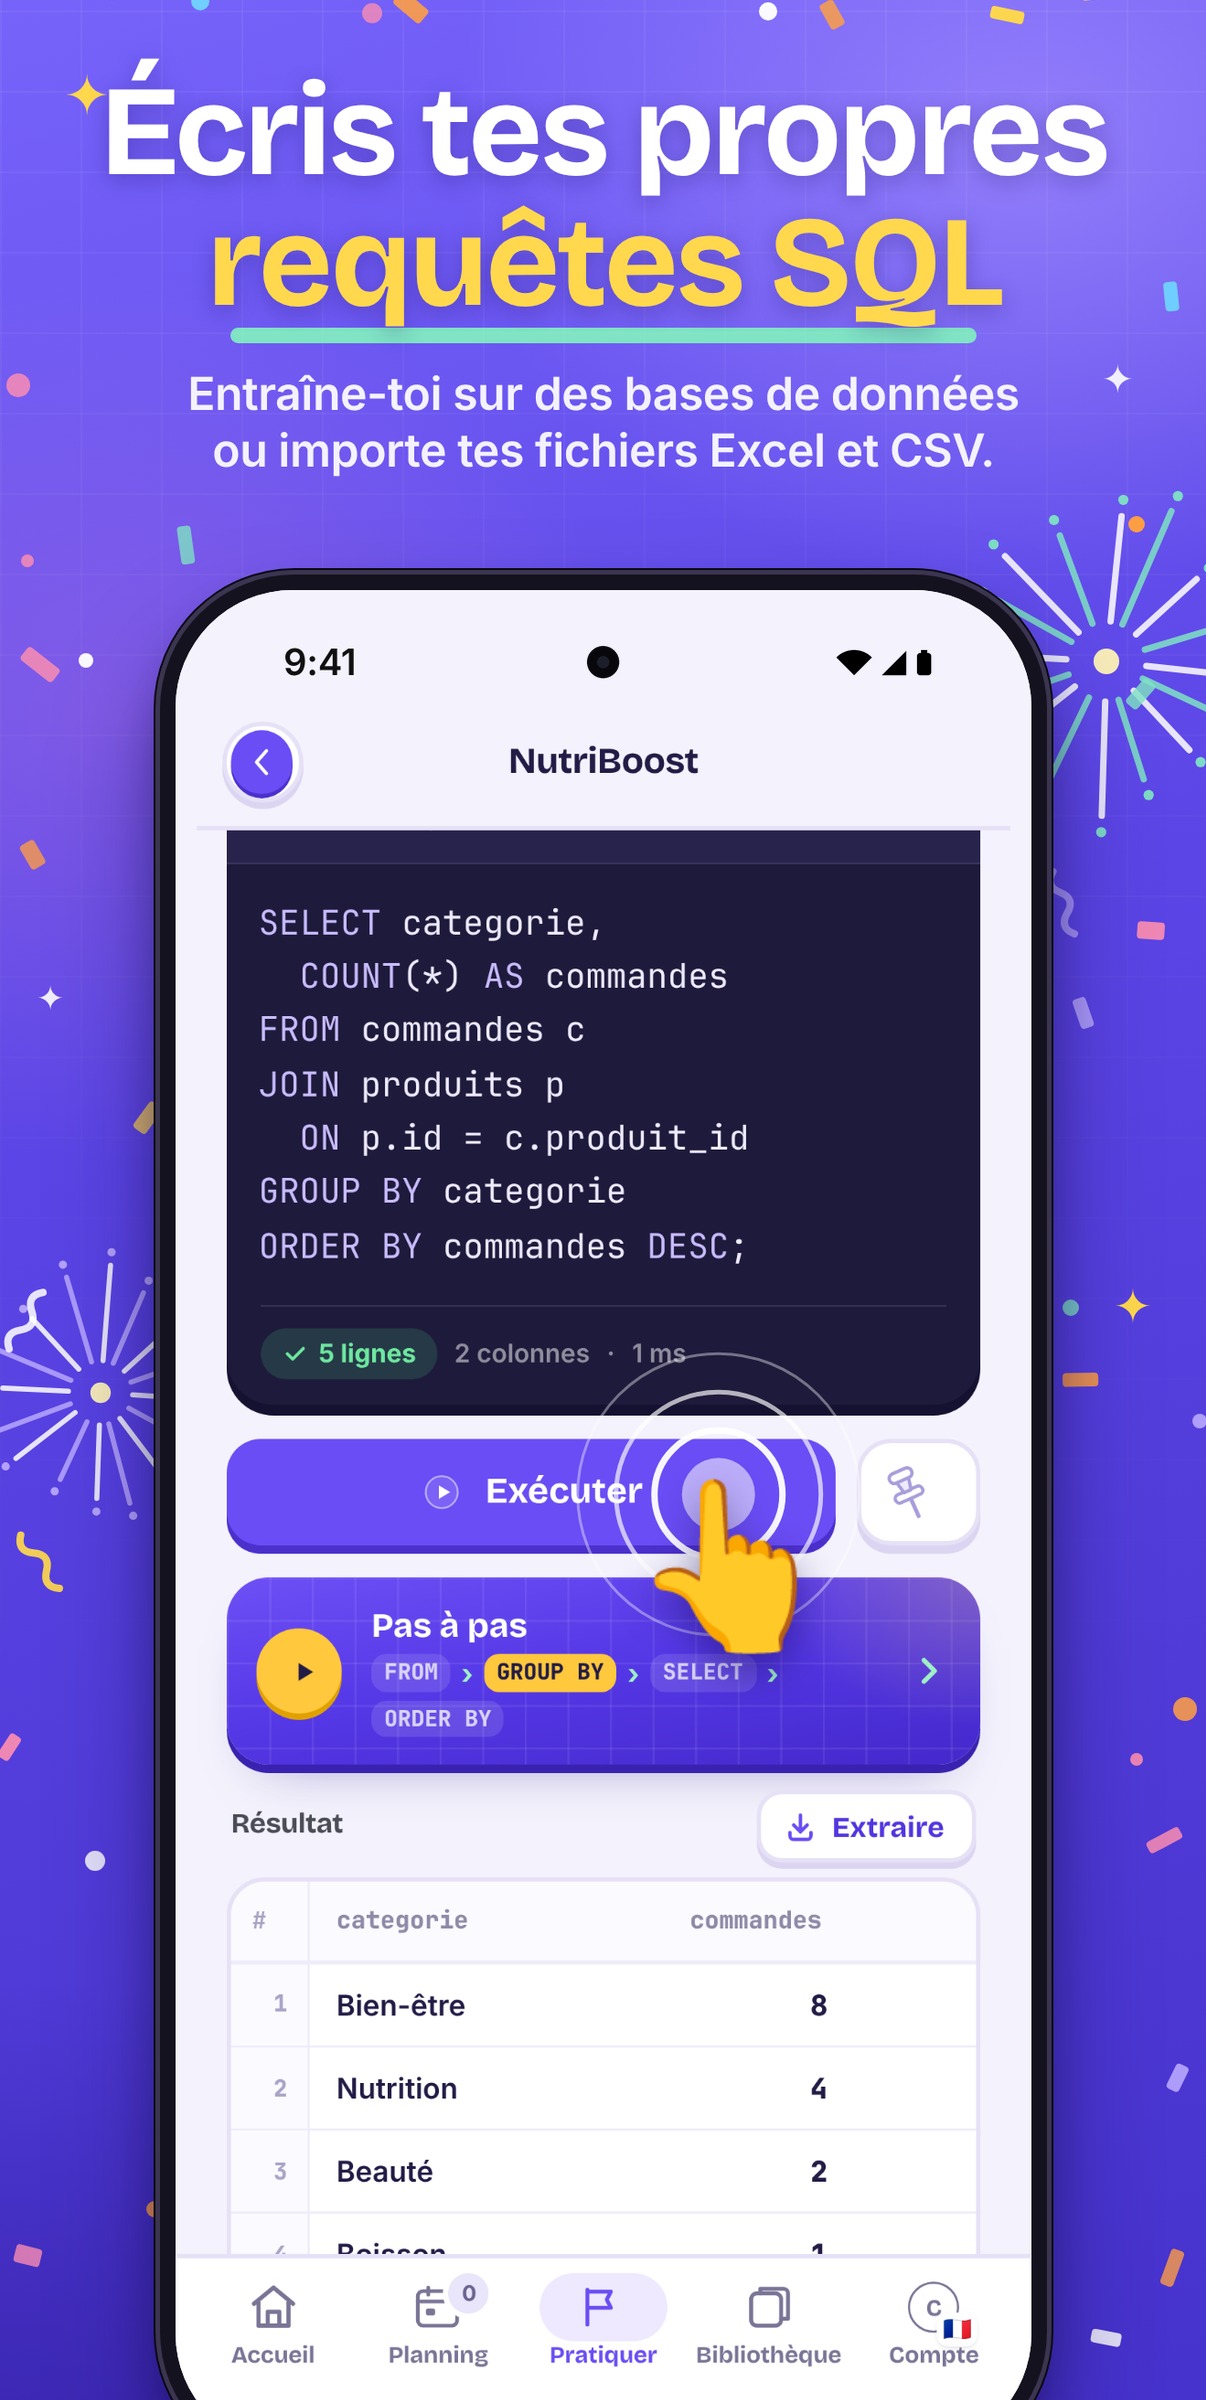 Écris tes propres
requêtes SQL
Entraîne-toi sur des bases de données
ou importe tes fichiers Excel et CSV.
9:41
NutriBoost
SELECT categorie,
COUNT(*) AS commandes
FROM commandes c
JOIN produits p
ON p.id = c.produit_id
GROUP BY categorie
ORDER BY commandes DESC;
5 lignes 2 colonnes · 1 ms
Exécuter
Pas à pas
FROM › GROUP BY › SELECT ›
ORDER BY
Résultat
Extraire
# categorie commandes
1 Bien-être 8
2 Nutrition 4
3 Beauté 2
4 Boisson 1
0
C
Accueil Planning Pratiquer Bibliothèque Compte